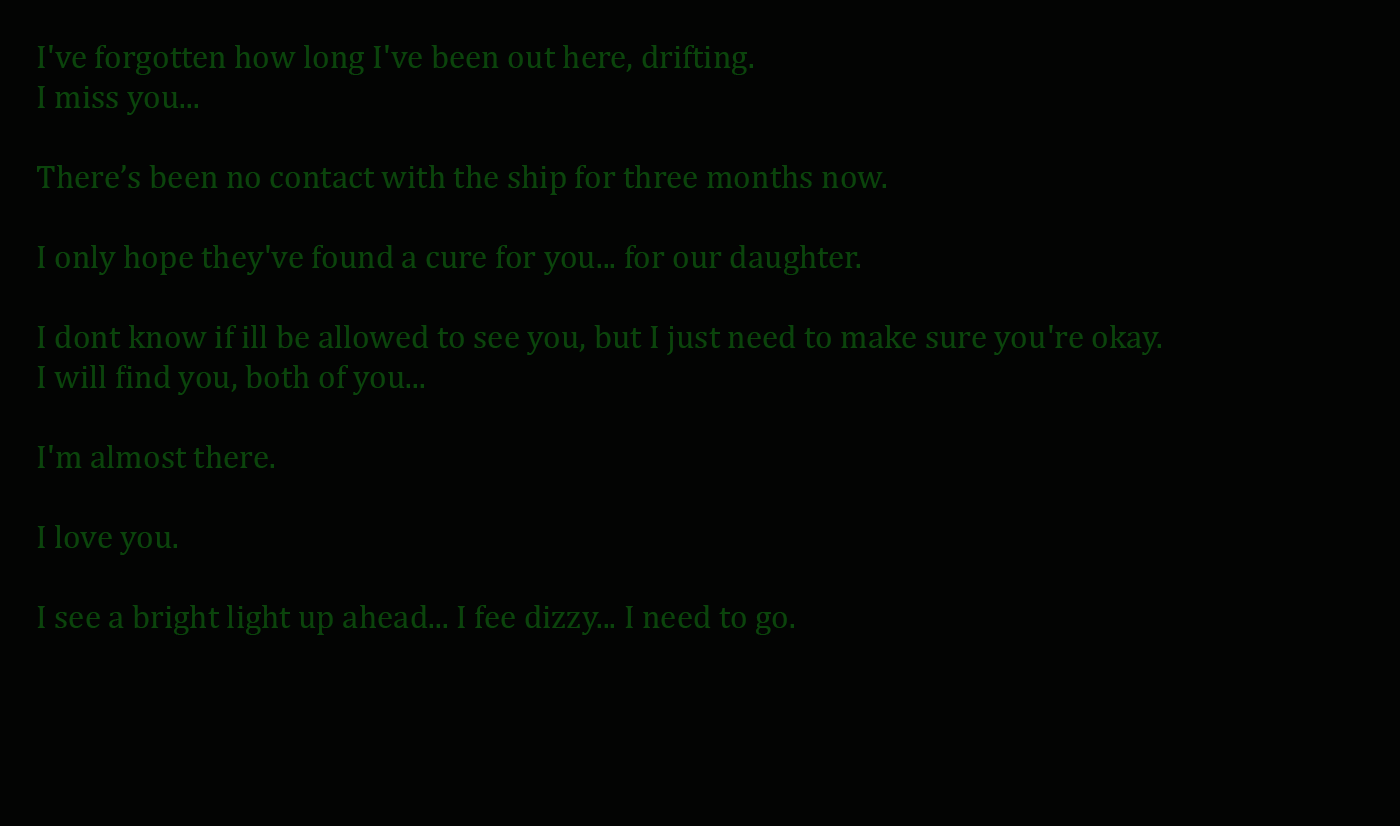 I've forgotten how long I've been out here, drifting.
I miss you...
There’s been no contact with the ship for three months now.
I only hope they've found a cure for you... for our daughter.
I dont know if ill be allowed to see you, but I just need to make sure you're okay.
I will find you, both of you...
I'm almost there.
I love you.
I see a bright light up ahead... I fee dizzy... I need to go.